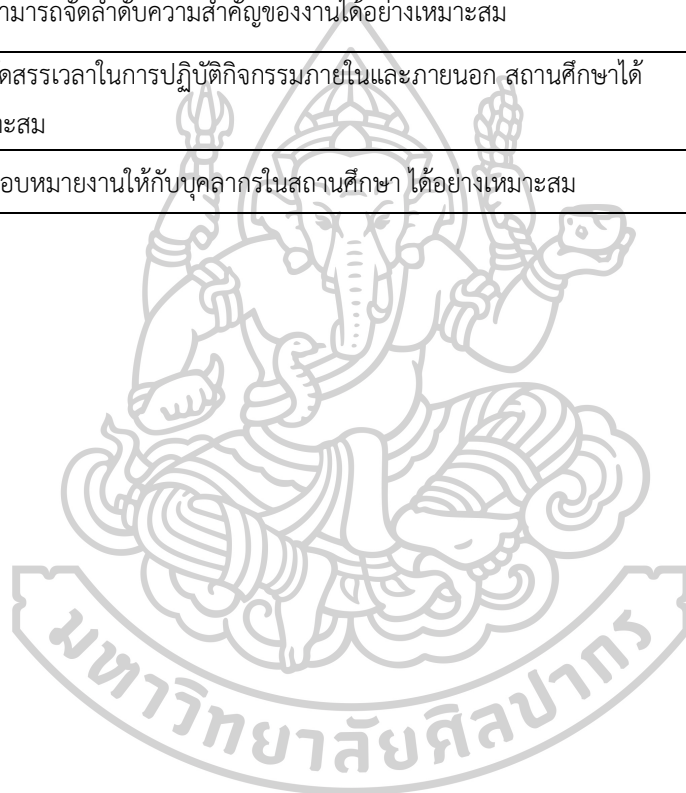 ามารถจัดลำดับความสำคัญของงานได้อย่างเหมาะสม
ดสรรเวลาในการปฏิบัติกิจกรรมภายในและภายนอก สถานศึกษาได้
าะสม
อบหมายงานให้กับบุคลากรในสถานศึกษา ได้อย่างเหมาะสม
มหาวิทยาลัยศิลปากร